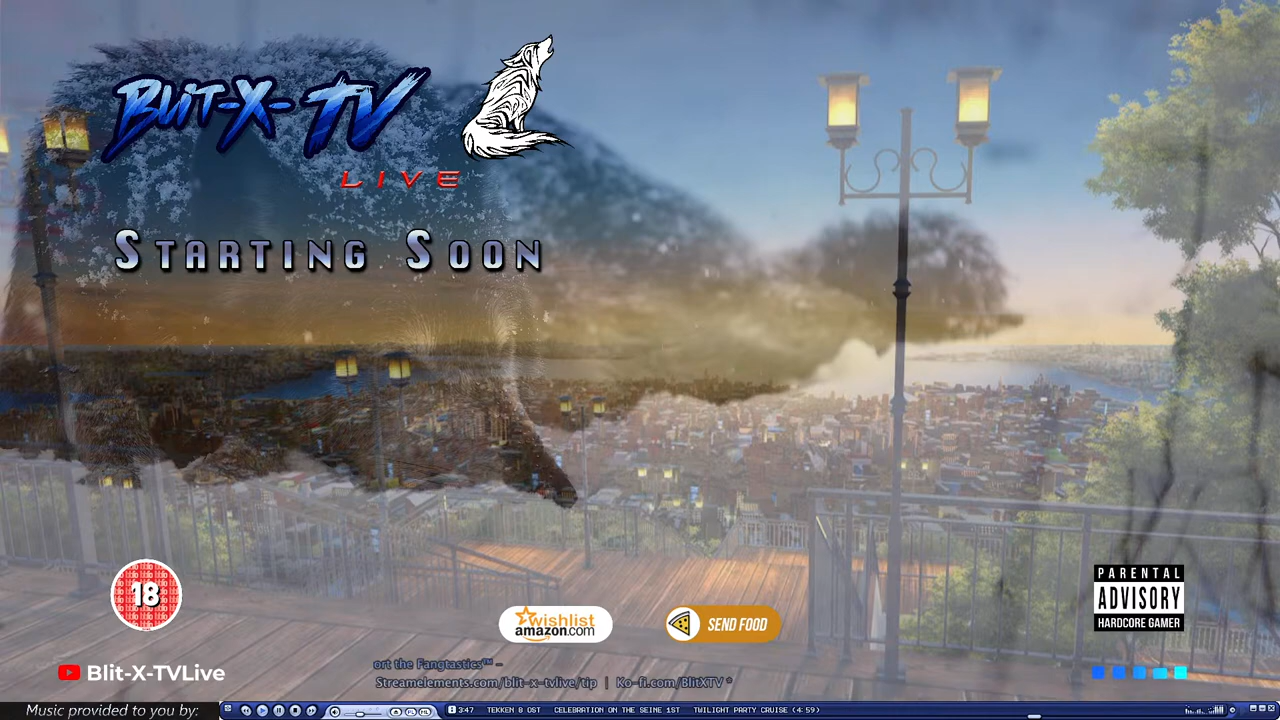 BLIT-X-TV
LIVE
STARTING SOON
18
wishlist
amazon.com
SEND FOOD
PARENTAL
ADVISORY
HARDCORE GAMER
Blit-X-TVLive
ort the Fangtastics™ –
Streamelements.com/blit-x-tvlive/tip | Ko-fi.com/BlitXTV *
Music provided to you by:
3:47 TEKKEN 8 OST CELEBRATION ON THE SEINE 1ST TWILIGHT PARTY CRUISE (4:59)